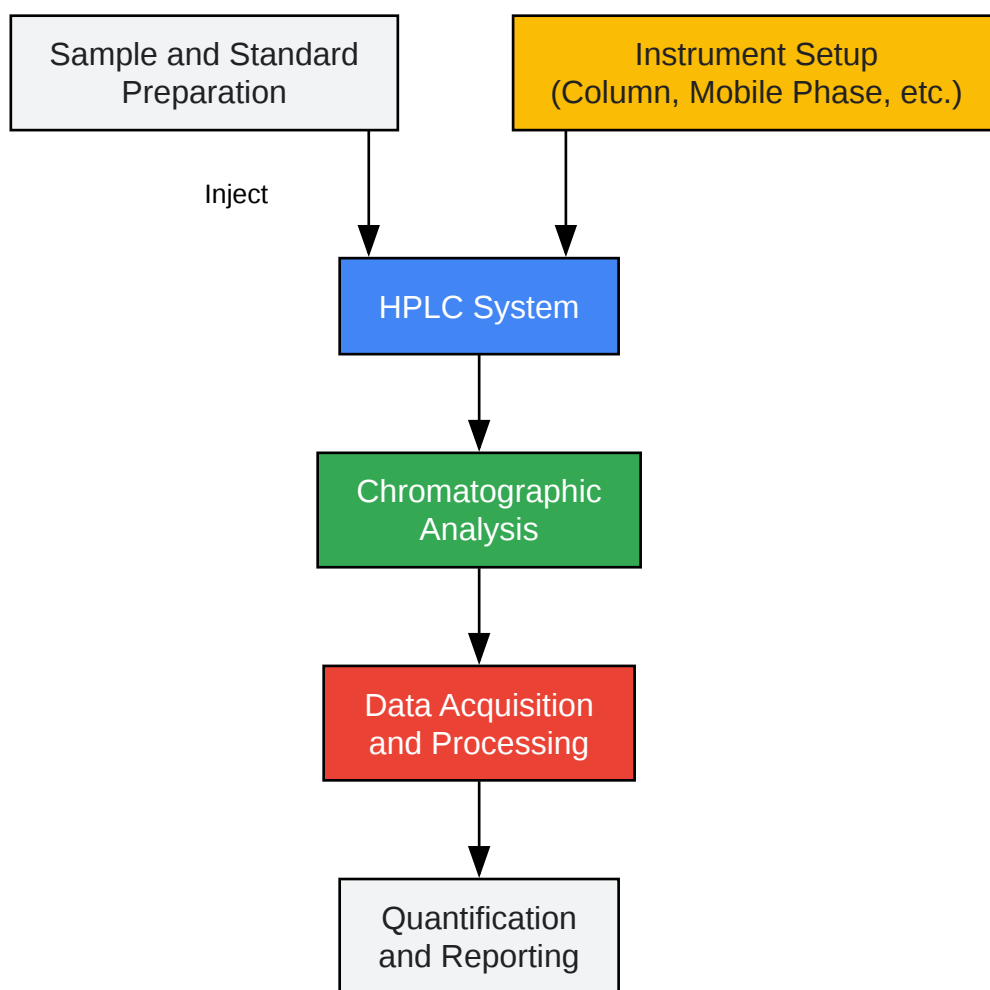 Sample and Standard
Preparation
Instrument Setup
(Column, Mobile Phase, etc.)
Inject
HPLC System
Chromatographic
Analysis
Data Acquisition
and Processing
Quantification
and Reporting